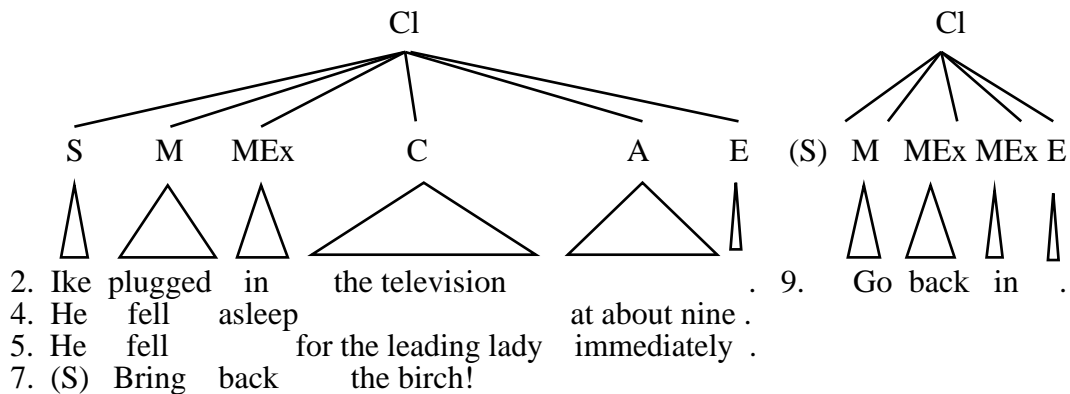 Cl Cl
S M MEx C A E (S) M MEx MEx E
2. Ike plugged in the television . 9. Go back in .
4. He fell asleep at about nine .
5. He fell for the leading lady immediately .
7. (S) Bring back the birch!